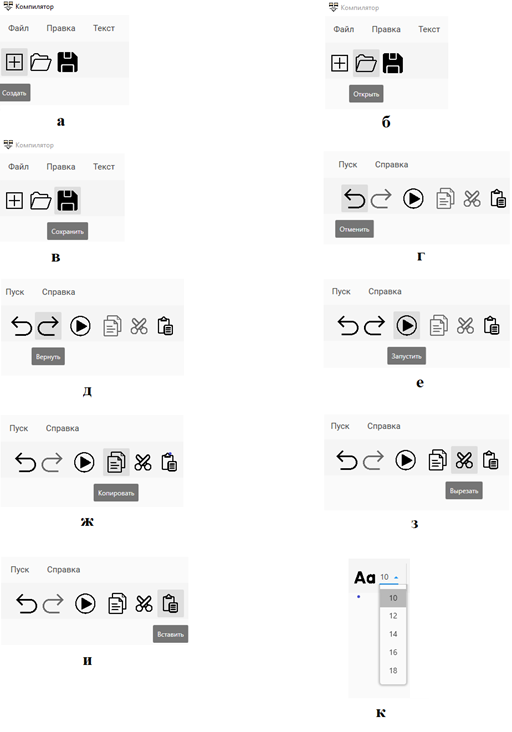 Компилятор
Файл Правка Текст
Создать
а
Компилятор
Файл Правка Текст
Открыть
б
Компилятор
Файл Правка Текст
Сохранить
в
Пуск Справка
Отменить
г
Пуск Справка
Вернуть
д
Пуск Справка
Запустить
е
Пуск Справка
Копировать
ж
Пуск Справка
Вырезать
з
Пуск Справка
Вставить
и
Aa 10
10
12
14
16
18
к